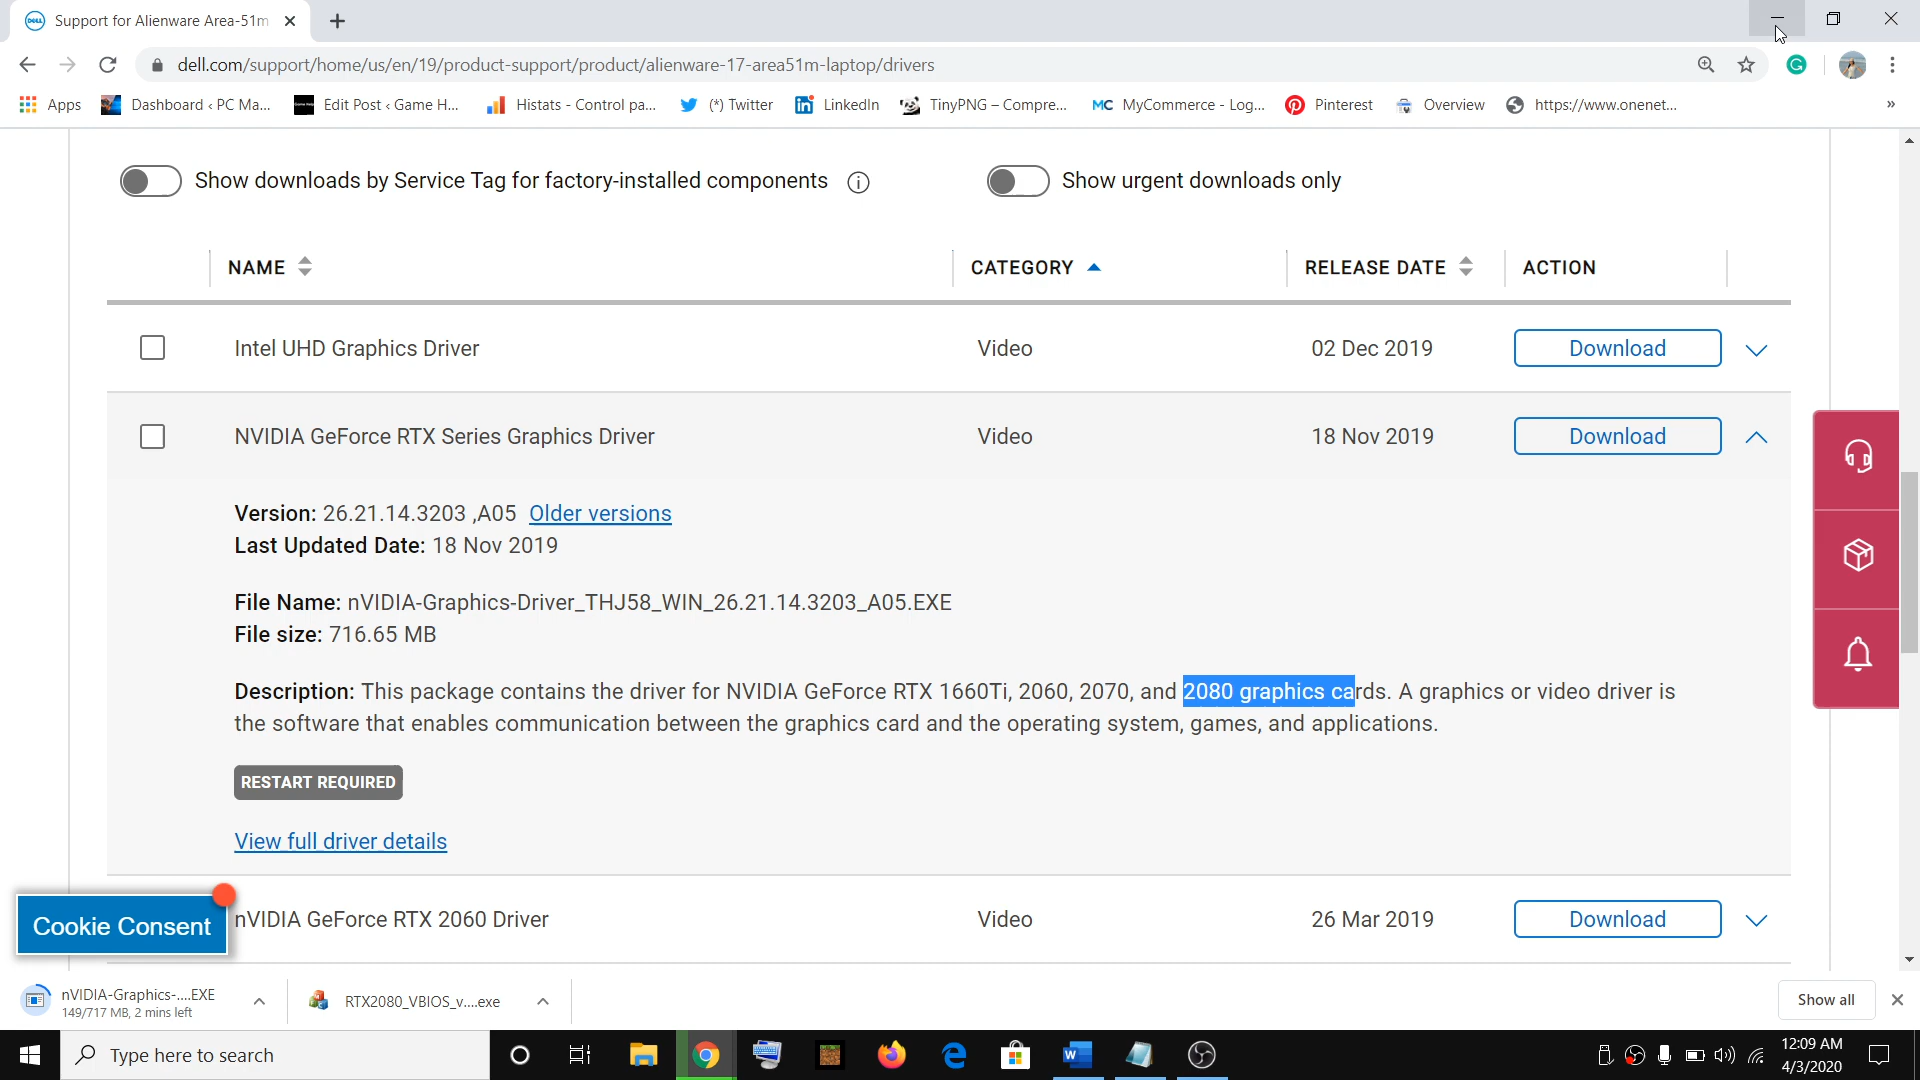 Support for Alienware Area-51m
dell.com/support/home/us/en/19/product-support/product/alienware-17-area51m-laptop/drivers
Apps Dashboard ‹ PC Ma... Edit Post ‹ Game H... Histats - Control pa... (*) Twitter LinkedIn TinyPNG – Compre... MC MyCommerce - Log... Pinterest Overview https://www.onenet... »
Show downloads by Service Tag for factory-installed components Show urgent downloads only
NAME CATEGORY RELEASE DATE ACTION
Intel UHD Graphics Driver Video 02 Dec 2019 Download
NVIDIA GeForce RTX Series Graphics Driver Video 18 Nov 2019 Download
Version: 26.21.14.3203 ,A05 Older versions
Last Updated Date: 18 Nov 2019
File Name: nVIDIA-Graphics-Driver_THJ58_WIN_26.21.14.3203_A05.EXE
File size: 716.65 MB
Description: This package contains the driver for NVIDIA GeForce RTX 1660Ti, 2060, 2070, and 2080 graphics cards. A graphics or video driver is
the software that enables communication between the graphics card and the operating system, games, and applications.
RESTART REQUIRED
View full driver details
Cookie Consent
nVIDIA GeForce RTX 2060 Driver Video 26 Mar 2019 Download
nVIDIA-Graphics-....EXE
149/717 MB, 2 mins left
RTX2080_VBIOS_v....exe
Show all
Type here to search
12:09 AM
4/3/2020